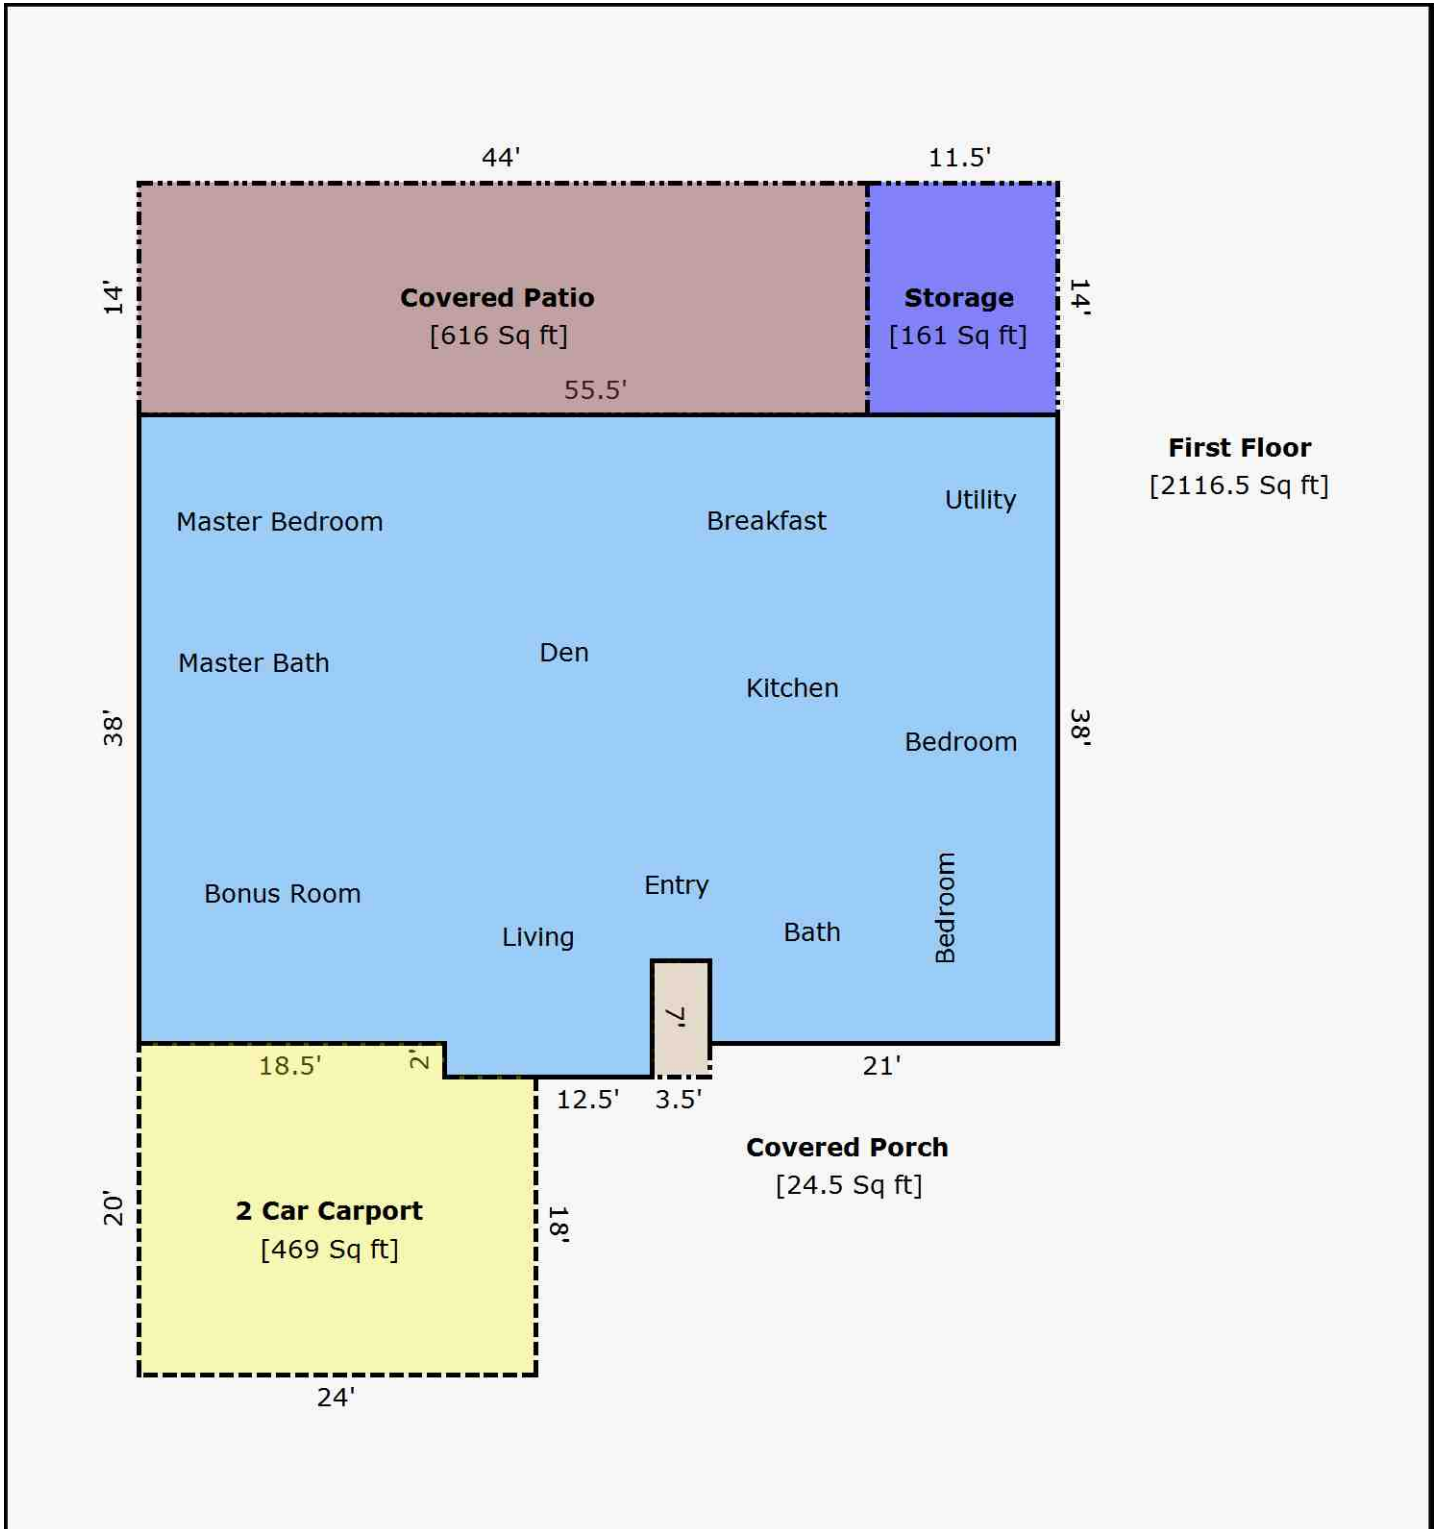 44'
11.5'
14'
Covered Patio
[616 Sq ft]
Storage
[161 Sq ft]
14'
55.5'
First Floor
[2116.5 Sq ft]
Master Bedroom
Breakfast
Utility
Master Bath
Den
Kitchen
38'
38'
Bedroom
Bonus Room
Entry
Living
Bath
Bedroom
7'
18.5'
2'
21'
12.5'
3.5'
Covered Porch
[24.5 Sq ft]
20'
2 Car Carport
[469 Sq ft]
18'
24'